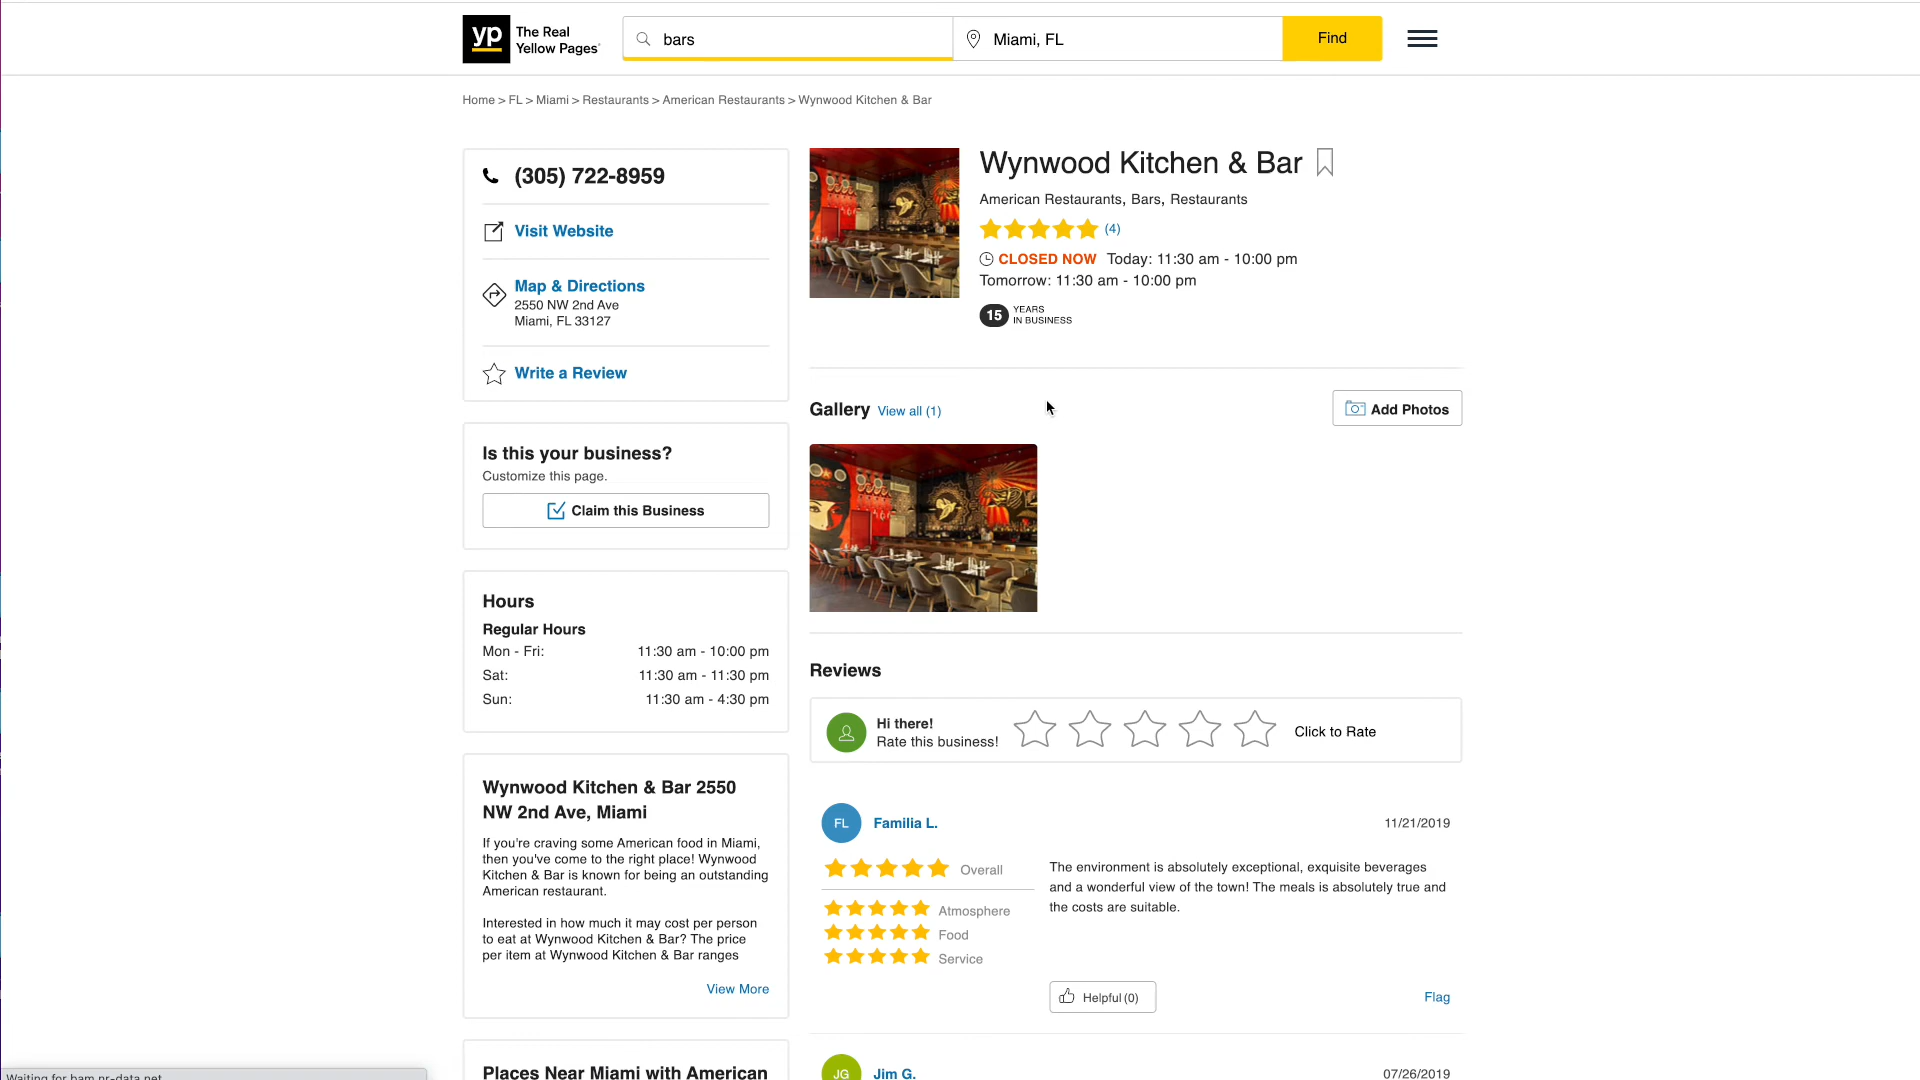 yp The Real
Yellow Pages
bars
Miami, FL
Find
Home > FL > Miami > Restaurants > American Restaurants > Wynwood Kitchen & Bar
(305) 722-8959
Visit Website
Map & Directions
2550 NW 2nd Ave
Miami, FL 33127
Write a Review
Is this your business?
Customize this page.
Claim this Business
Hours
Regular Hours
Mon - Fri: 11:30 am - 10:00 pm
Sat: 11:30 am - 11:30 pm
Sun: 11:30 am - 4:30 pm
Wynwood Kitchen & Bar 2550
NW 2nd Ave, Miami
If you're craving some American food in Miami,
then you've come to the right place! Wynwood
Kitchen & Bar is known for being an outstanding
American restaurant.
Interested in how much it may cost per person
to eat at Wynwood Kitchen & Bar? The price
per item at Wynwood Kitchen & Bar ranges
View More
Places Near Miami with American
Wynwood Kitchen & Bar
American Restaurants, Bars, Restaurants
(4)
CLOSED NOW Today: 11:30 am - 10:00 pm
Tomorrow: 11:30 am - 10:00 pm
15 YEARS
IN BUSINESS
Gallery View all (1)
Add Photos
Reviews
Hi there!
Rate this business!
Click to Rate
FL Familia L. 11/21/2019
Overall
Atmosphere
Food
Service
The environment is absolutely exceptional, exquisite beverages
and a wonderful view of the town! The meals is absolutely true and
the costs are suitable.
Helpful (0)
Flag
JG Jim G. 07/26/2019
Waiting for bam.nr-data.net